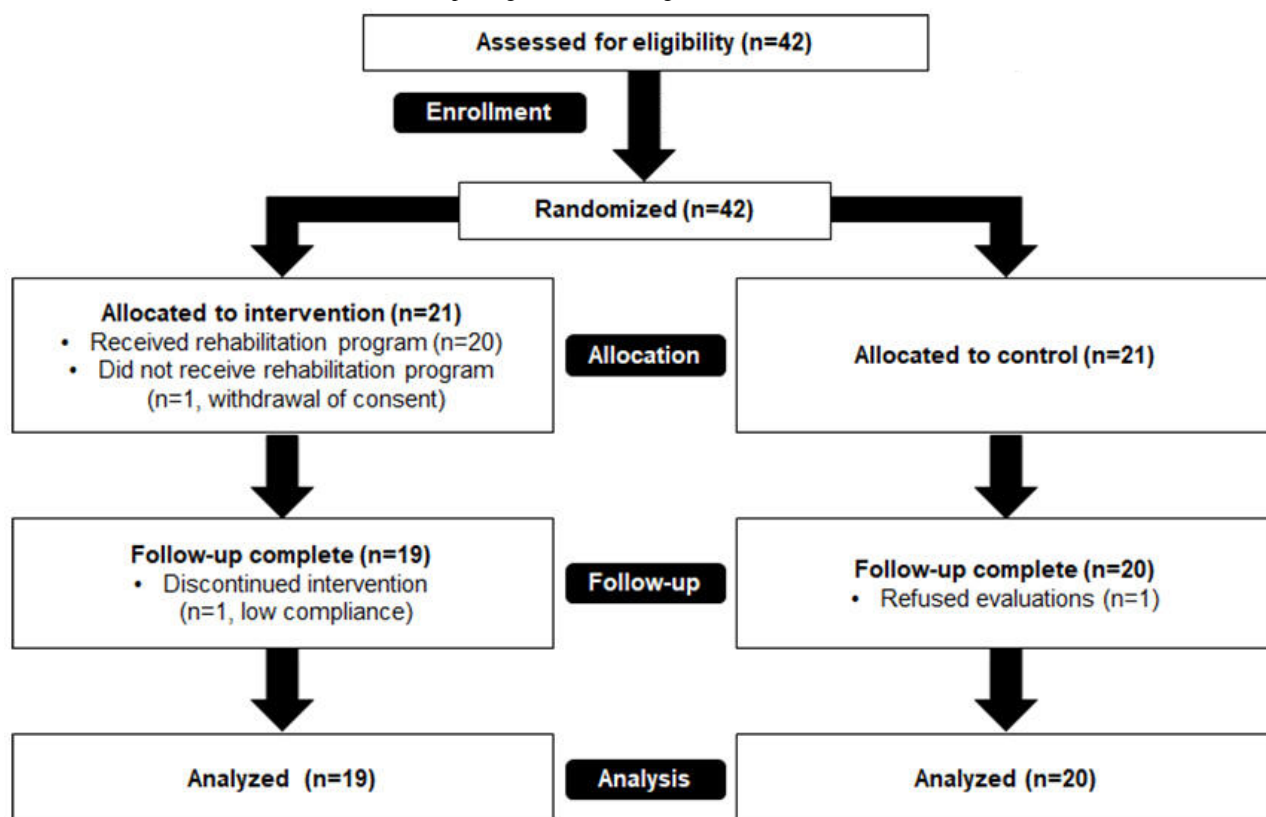 Assessed for eligibility (n=42)
Enrollment
Randomized (n=42)
Allocated to intervention (n=21)
• Received rehabilitation program (n=20)
• Did not receive rehabilitation program
(n=1, withdrawal of consent)
Allocation
Allocated to control (n=21)
Follow-up complete (n=19)
• Discontinued intervention
(n=1, low compliance)
Follow-up
Follow-up complete (n=20)
• Refused evaluations (n=1)
Analyzed (n=19)
Analysis
Analyzed (n=20)